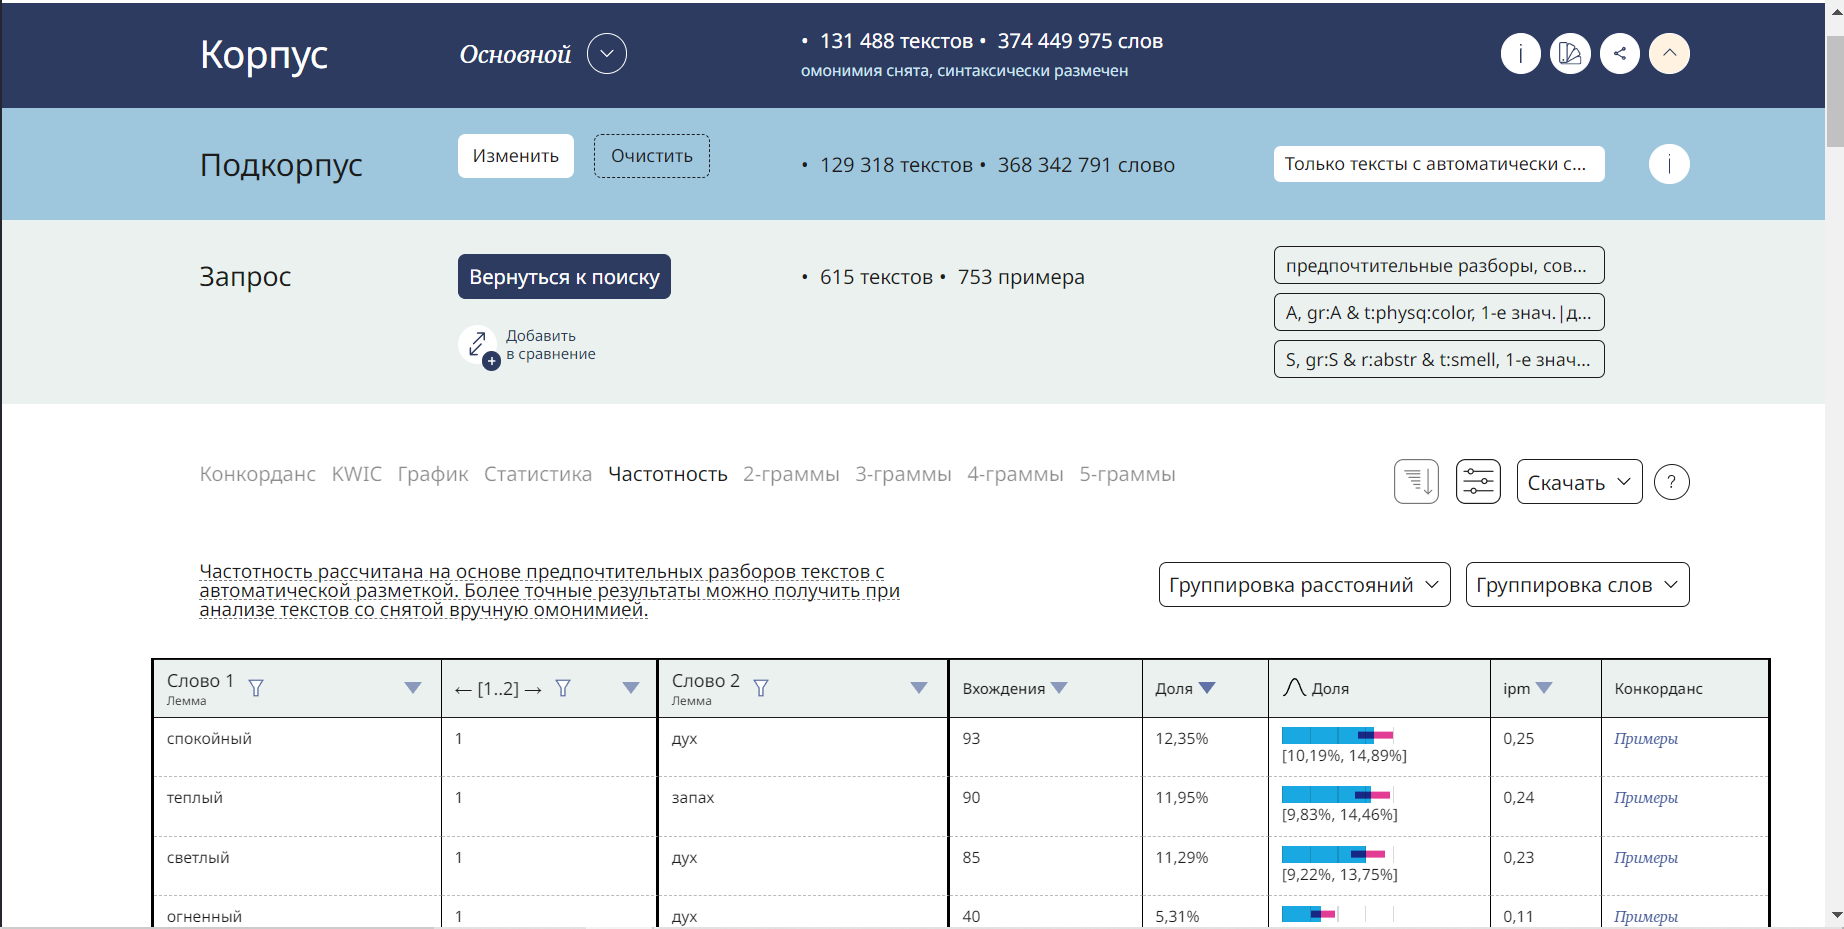 Корпус
Основной
• 131 488 текстов • 374 449 975 слов
омонимия снята, синтаксически размечен
i
Подкорпус
Изменить
Очистить
• 129 318 текстов • 368 342 791 слово
Только тексты с автоматически с...
i
Запрос
Вернуться к поиску
• 615 текстов • 753 примера
предпочтительные разборы, сов...
Добавить
в сравнение
A, gr:A & t:physq:color, 1-е знач.|д...
S, gr:S & r:abstr & t:smell, 1-е знач...
Конкорданс KWIC График Статистика Частотность 2-граммы 3-граммы 4-граммы 5-граммы
Скачать
?
Частотность рассчитана на основе предпочтительных разборов текстов с
автоматической разметкой. Более точные результаты можно получить при
анализе текстов со снятой вручную омонимией.
Группировка расстояний
Группировка слов
Слово 1
Лемма
← [1..2] →
Слово 2
Лемма
Вхождения
Доля
Доля
ipm
Конкорданс
спокойный 1 дух 93 12,35% [10,19%, 14,89%] 0,25 Примеры
теплый 1 запах 90 11,95% [9,83%, 14,46%] 0,24 Примеры
светлый 1 дух 85 11,29% [9,22%, 13,75%] 0,23 Примеры
огненный 1 дух 40 5,31% 0,11 Примеры